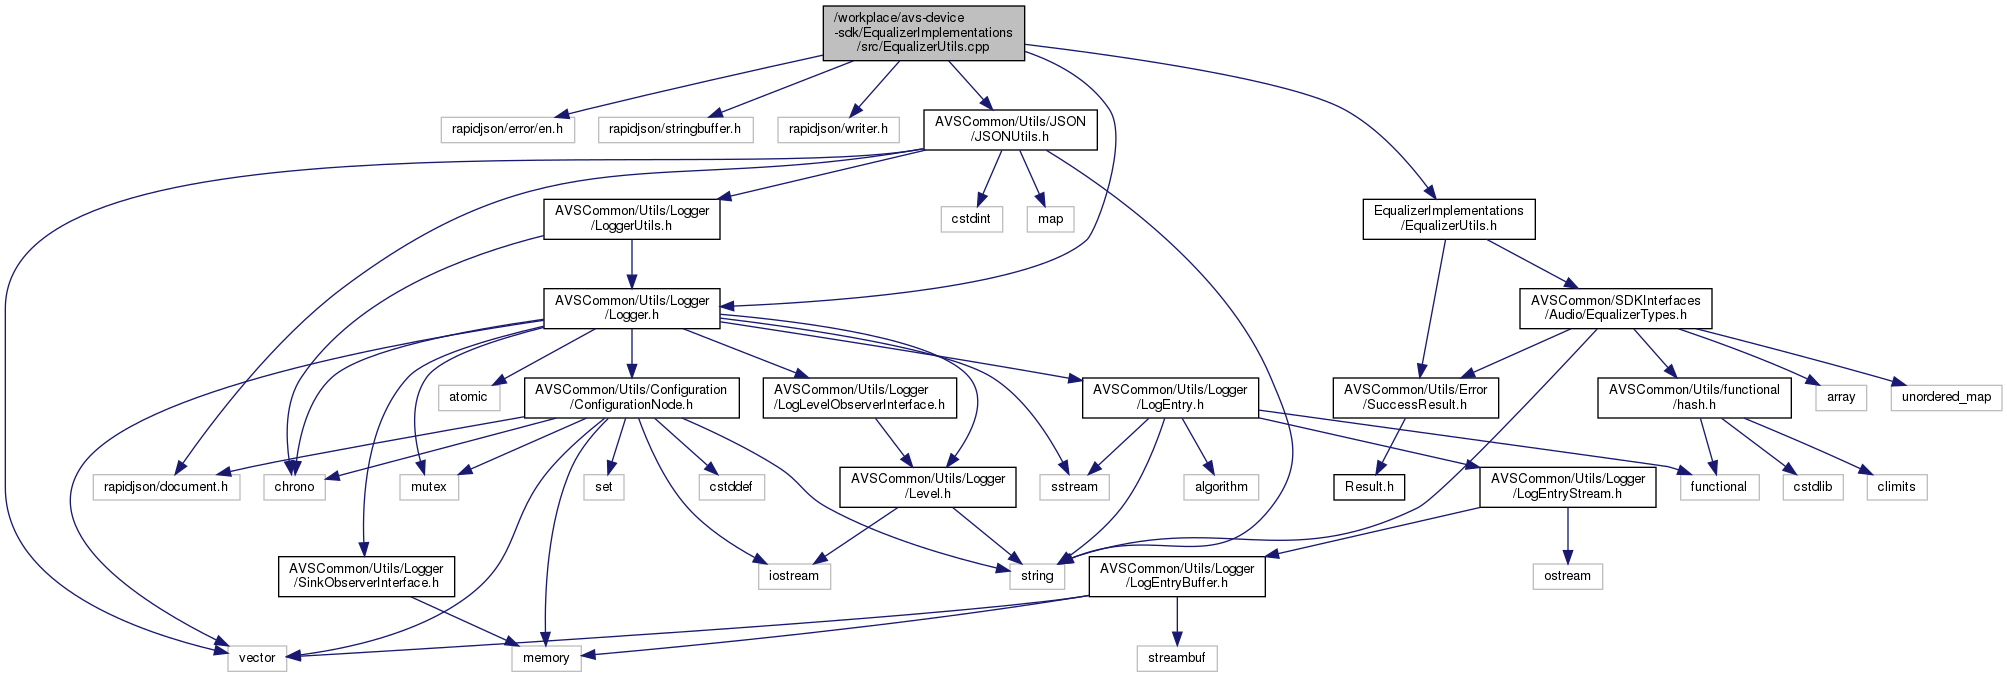 /workplace/avs-device
-sdk/EqualizerImplementations
/src/EqualizerUtils.cpp
rapidjson/error/en.h
rapidjson/stringbuffer.h
rapidjson/writer.h
AVSCommon/Utils/JSON
/JSONUtils.h
AVSCommon/Utils/Logger
/LoggerUtils.h
cstdint
map
EqualizerImplementations
/EqualizerUtils.h
AVSCommon/Utils/Logger
/Logger.h
AVSCommon/SDKInterfaces
/Audio/EqualizerTypes.h
atomic
AVSCommon/Utils/Configuration
/ConfigurationNode.h
AVSCommon/Utils/Logger
/LogLevelObserverInterface.h
AVSCommon/Utils/Logger
/LogEntry.h
AVSCommon/Utils/Error
/SuccessResult.h
AVSCommon/Utils/functional
/hash.h
array
unordered_map
rapidjson/document.h
chrono
mutex
set
cstddef
AVSCommon/Utils/Logger
/Level.h
sstream
algorithm
Result.h
AVSCommon/Utils/Logger
/LogEntryStream.h
functional
cstdlib
climits
AVSCommon/Utils/Logger
/SinkObserverInterface.h
iostream
string
AVSCommon/Utils/Logger
/LogEntryBuffer.h
ostream
vector
memory
streambuf